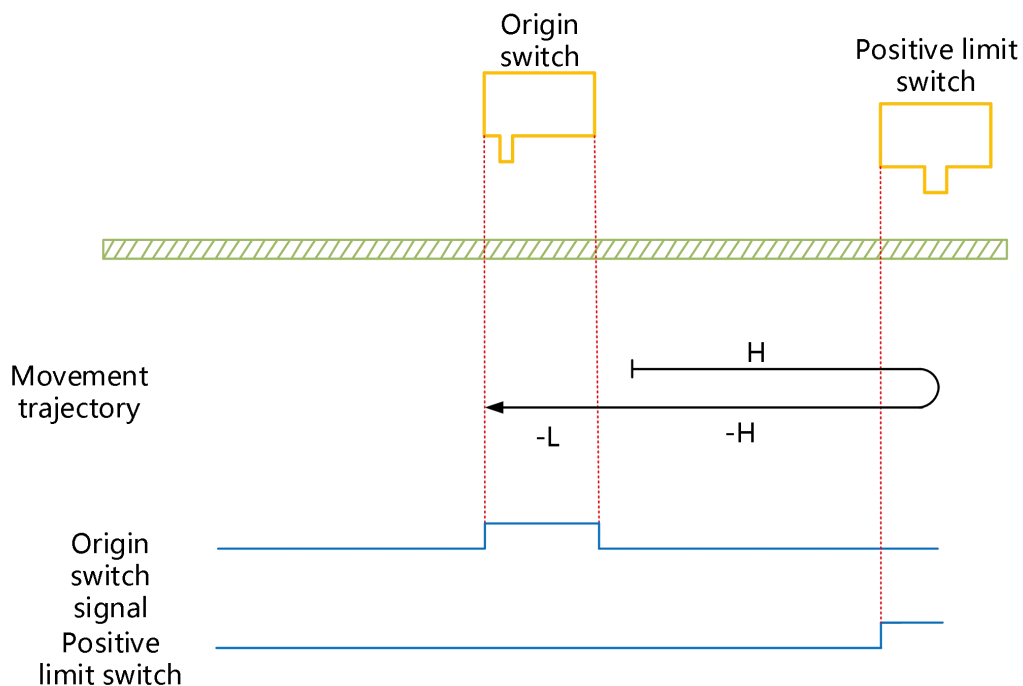 Origin
switch
Positive limit
switch
H
Movement
trajectory
-L
-H
Origin
switch
signal
Positive
limit switch